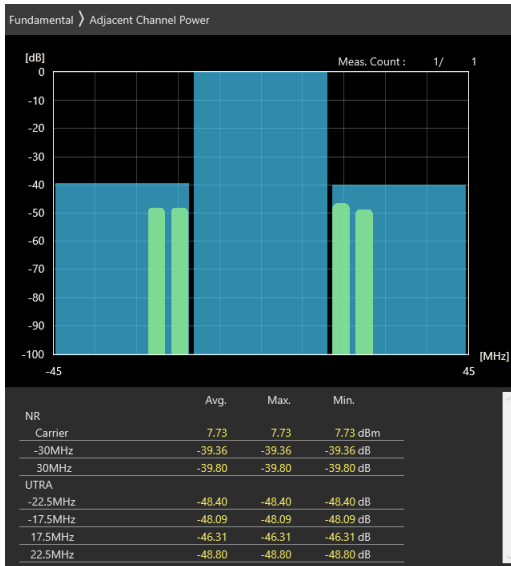 Fundamental 〉 Adjacent Channel Power
[dB]
Meas. Count : 1/ 1
0
-10
-20
-30
-40
-50
-60
-70
-80
-90
-100
[MHz]
-45 45
Avg. Max. Min.
NR
Carrier 7.73 7.73 7.73 dBm
-30MHz -39.36 -39.36 -39.36 dB
30MHz -39.80 -39.80 -39.80 dB
UTRA
-22.5MHz -48.40 -48.40 -48.40 dB
-17.5MHz -48.09 -48.09 -48.09 dB
17.5MHz -46.31 -46.31 -46.31 dB
22.5MHz -48.80 -48.80 -48.80 dB